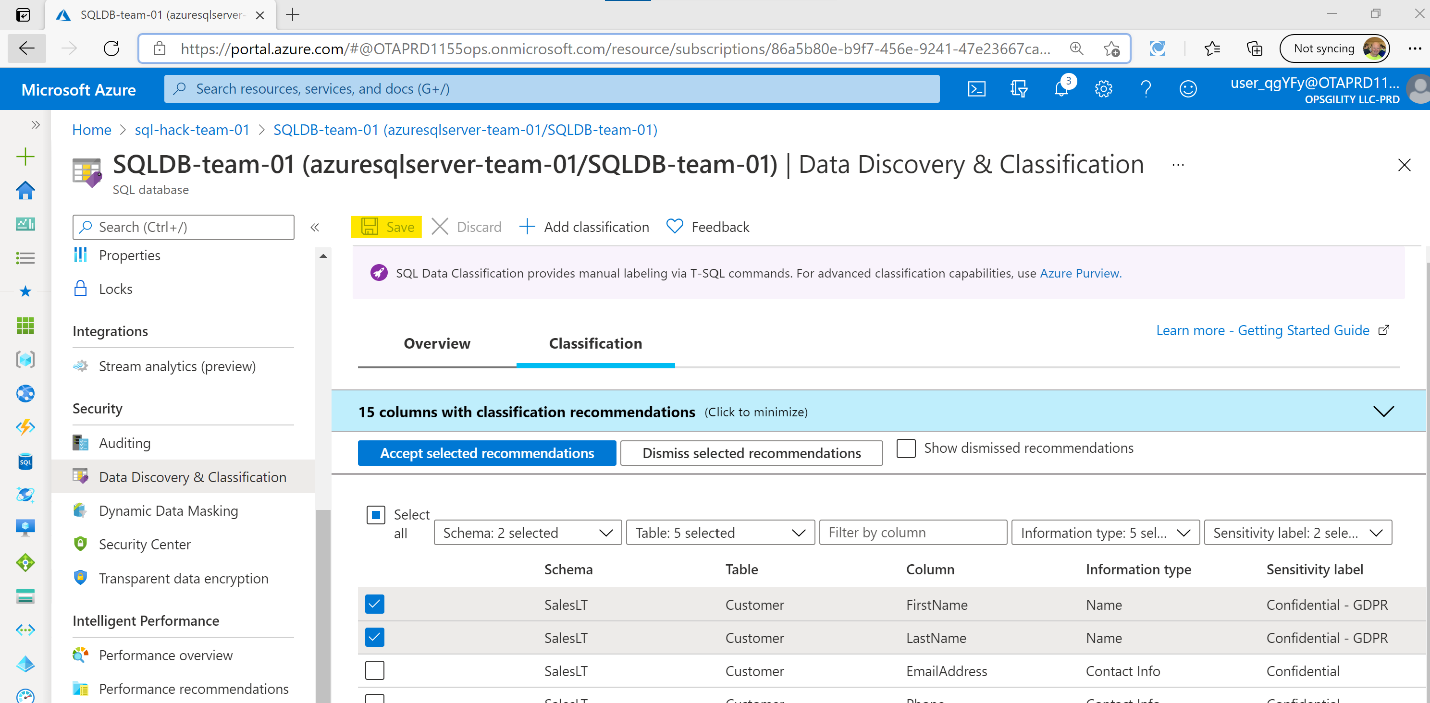 SQLDB-team-01 (azuresqlserver-
https://portal.azure.com/#@OTAPRD1155ops.onmicrosoft.com/resource/subscriptions/86a5b80e-b9f7-456e-9241-47e23667ca...
Not syncing
Microsoft Azure
Search resources, services, and docs (G+/)
3
user_qgYFy@OTAPRD11...
OPSGILITY LLC-PRD
Home > sql-hack-team-01 > SQLDB-team-01 (azuresqlserver-team-01/SQLDB-team-01)
SQLDB-team-01 (azuresqlserver-team-01/SQLDB-team-01) | Data Discovery & Classification ...
SQL database
Search (Ctrl+/)
Properties
Locks
Integrations
Stream analytics (preview)
Security
Auditing
Data Discovery & Classification
Dynamic Data Masking
Security Center
Transparent data encryption
Intelligent Performance
Performance overview
Performance recommendations
SQL
Save Discard Add classification Feedback
SQL Data Classification provides manual labeling via T-SQL commands. For advanced classification capabilities, use Azure Purview.
Learn more - Getting Started Guide
Overview Classification
15 columns with classification recommendations (Click to minimize)
Accept selected recommendations Dismiss selected recommendations Show dismissed recommendations
Select
all
Schema: 2 selected Table: 5 selected Filter by column Information type: 5 sel... Sensitivity label: 2 sele...
Schema Table Column Information type Sensitivity label
SalesLT Customer FirstName Name Confidential - GDPR
SalesLT Customer LastName Name Confidential - GDPR
SalesLT Customer EmailAddress Contact Info Confidential
SalesLT Customer Phone Contact Info Confidential